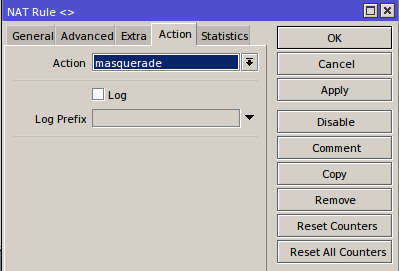 NAT Rule <>
General
Advanced
Extra
Action
Statistics
Action
masquerade
Log
Log Prefix
OK
Cancel
Apply
Disable
Comment
Copy
Remove
Reset Counters
Reset All Counters